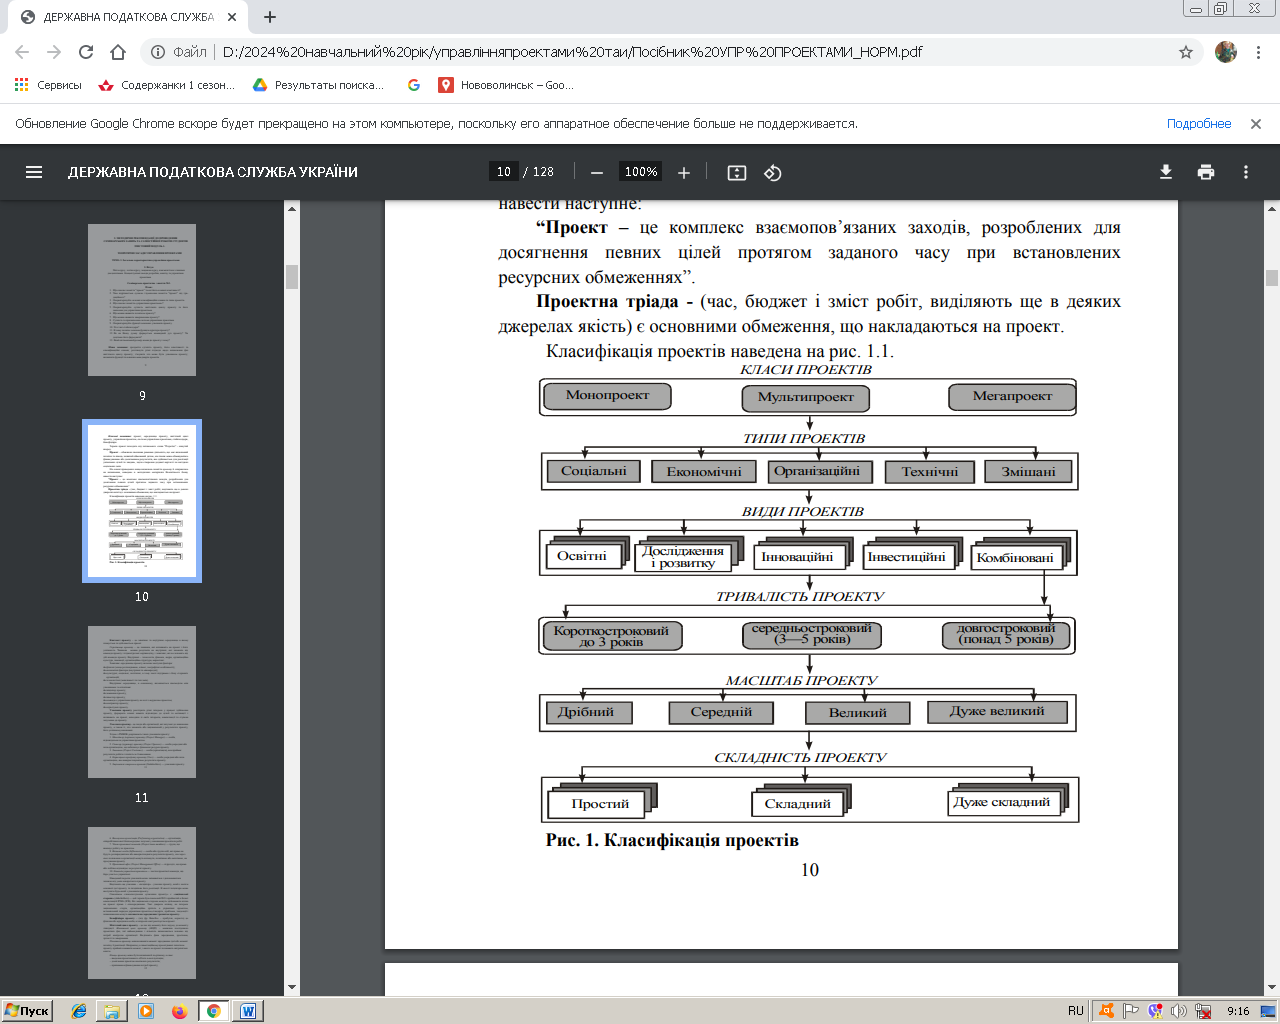 ДЕРЖАВНА ПОДАТКОВА СЛУЖБА
Файл | D:/2024%20навчальний%20рік/управлінняпроектами%20таи/Посібник%20УПР%20ПРОЕКТАМИ_НОРМ.pdf
Сервисы Содержанки 1 сезон... Результаты поиска... Нововолинськ – Goo...
Обновление Google Chrome вскоре будет прекращено на этом компьютере, поскольку его аппаратное обеспечение больше не поддерживается. Подробнее
ДЕРЖАВНА ПОДАТКОВА СЛУЖБА УКРАЇНИ 10 / 128 100%
9
10
11
навести наступне:
“Проект – це комплекс взаємопов’язаних заходів, розроблених для
досягнення певних цілей протягом заданого часу при встановлених
ресурсних обмеженнях”.
Проектна тріада - (час, бюджет і зміст робіт, виділяють ще в деяких
джерелах якість) є основними обмеження, що накладаються на проект.
Класифікація проектів наведена на рис. 1.1.
КЛАСИ ПРОЕКТІВ
Монопроект Мультипроект Мегапроект
ТИПИ ПРОЕКТІВ
Соціальні Економічні Організаційні Технічні Змішані
ВИДИ ПРОЕКТІВ
Освітні Дослідження і розвитку Інноваційні Інвестиційні Комбіновані
ТРИВАЛІСТЬ ПРОЕКТУ
Короткостроковий до 3 років середньостроковий (3—5 років) довгостроковий (понад 5 років)
МАСШТАБ ПРОЕКТУ
Дрібний Середній Великий Дуже великий
СКЛАДНІСТЬ ПРОЕКТУ
Простий Складний Дуже складний
Рис. 1. Класифікація проектів
10
Пуск RU 9:16